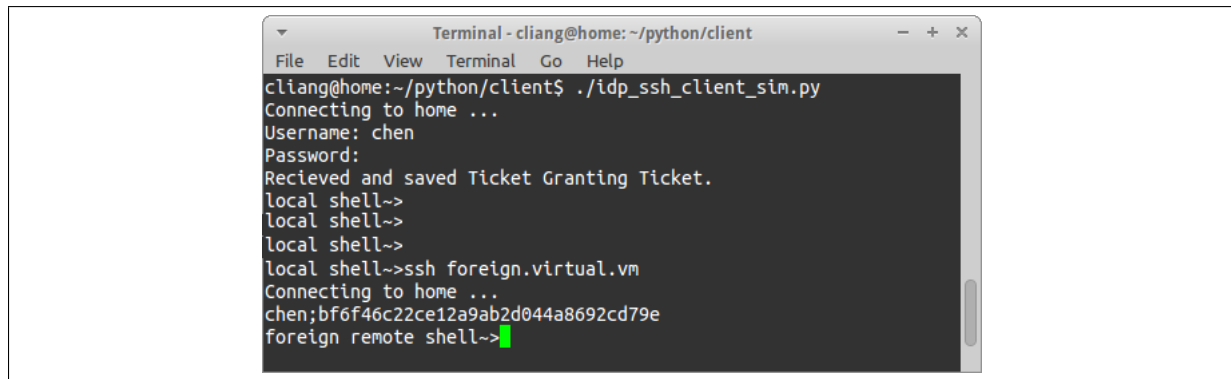 Terminal - cliang@home: ~/python/client
File Edit View Terminal Go Help
cliang@home:~/python/client$ ./idp_ssh_client_sim.py
Connecting to home ...
Username: chen
Password:
Recieved and saved Ticket Granting Ticket.
local shell~>
local shell~>
local shell~>
local shell~>ssh foreign.virtual.vm
Connecting to home ...
chen;bf6f46c22ce12a9ab2d044a8692cd79e
foreign remote shell~>